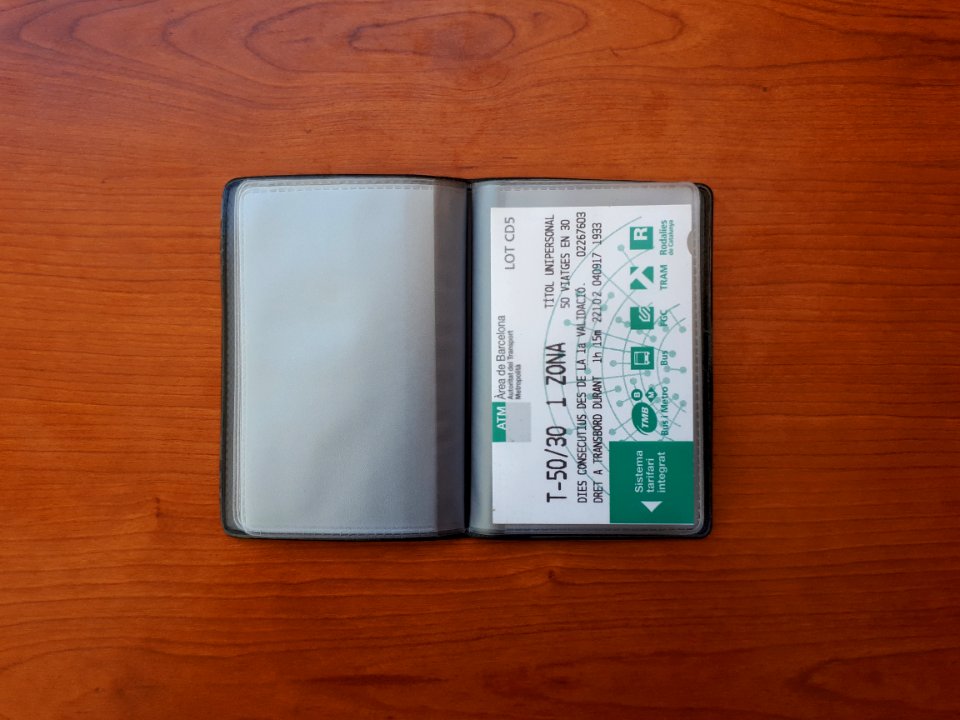 ATM Àrea de Barcelona
Autoritat del Transport
Metropolità
LOT CD5
T-50/30 1 ZONA
TÍTOL UNIPERSONAL
50 VIATGES EN 30
DIES CONSECUTIUS DES DE LA 1a VALIDACIÓ. 02267603
DRET A TRANSBORD DURANT 1h 15m 22102 040917 1933
Sistema
tarifari
integrat
TMB B M R
Bus i Metro Bus FGC TRAM Rodalies
de Catalunya